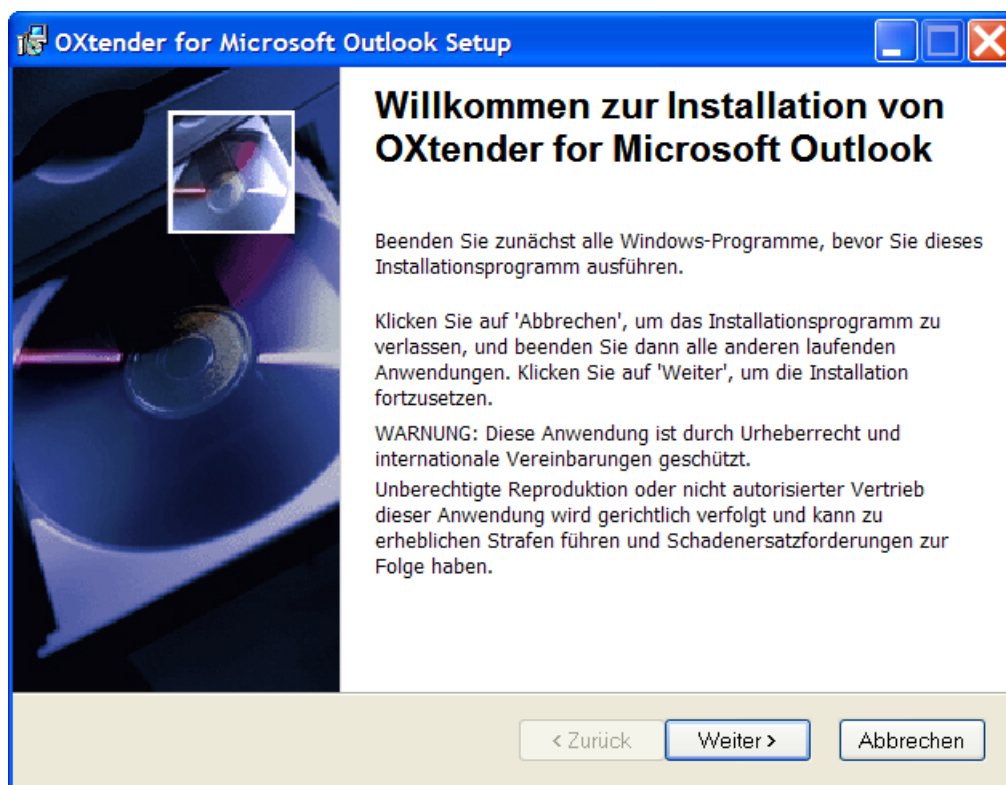 OXtender for Microsoft Outlook Setup
Willkommen zur Installation von
OXtender for Microsoft Outlook
Beenden Sie zunächst alle Windows-Programme, bevor Sie dieses
Installationsprogramm ausführen.
Klicken Sie auf 'Abbrechen', um das Installationsprogramm zu
verlassen, und beenden Sie dann alle anderen laufenden
Anwendungen. Klicken Sie auf 'Weiter', um die Installation
fortzusetzen.
WARNUNG: Diese Anwendung ist durch Urheberrecht und
internationale Vereinbarungen geschützt.
Unberechtigte Reproduktion oder nicht autorisierter Vertrieb
dieser Anwendung wird gerichtlich verfolgt und kann zu
erheblichen Strafen führen und Schadenersatzforderungen zur
Folge haben.
< Zurück
Weiter >
Abbrechen